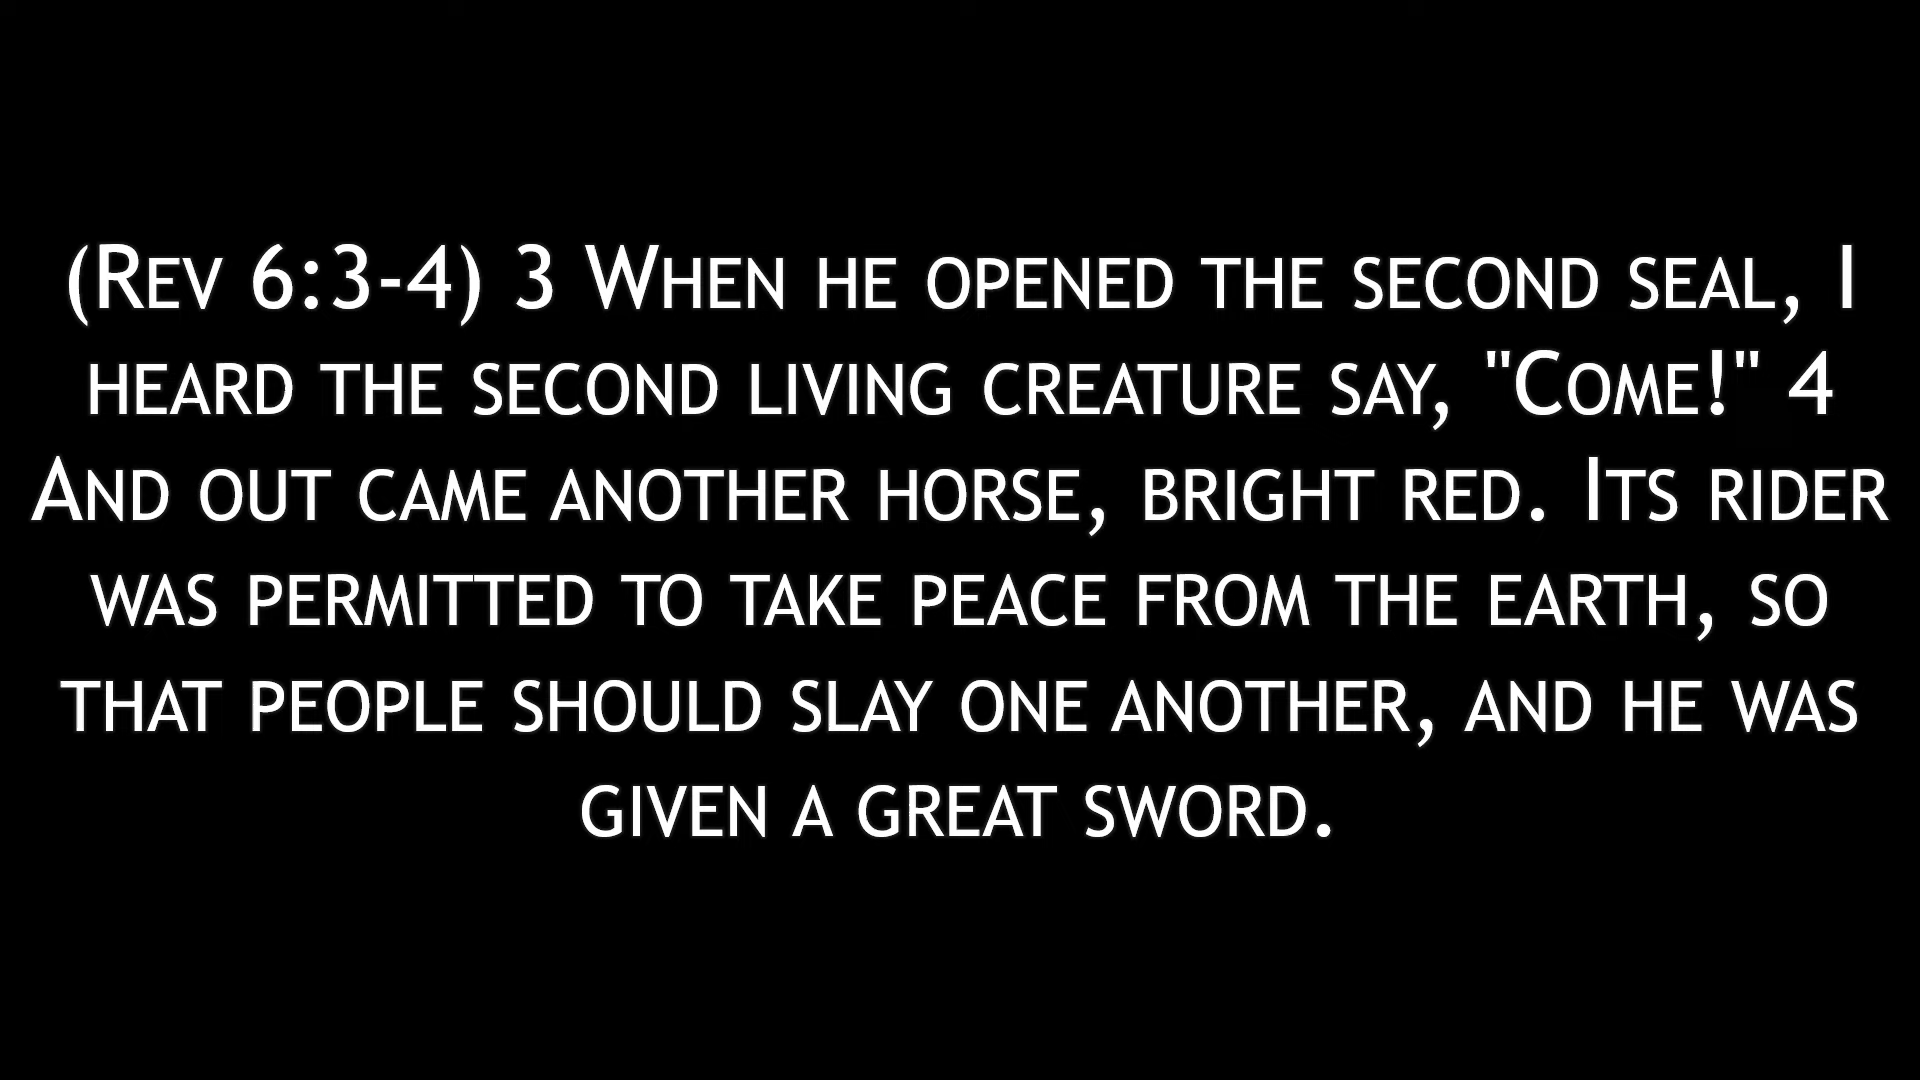 (Rev 6:3-4) 3 When he opened the second seal, I
heard the second living creature say, "Come!" 4
And out came another horse, bright red. Its rider
was permitted to take peace from the earth, so
that people should slay one another, and he was
given a great sword.